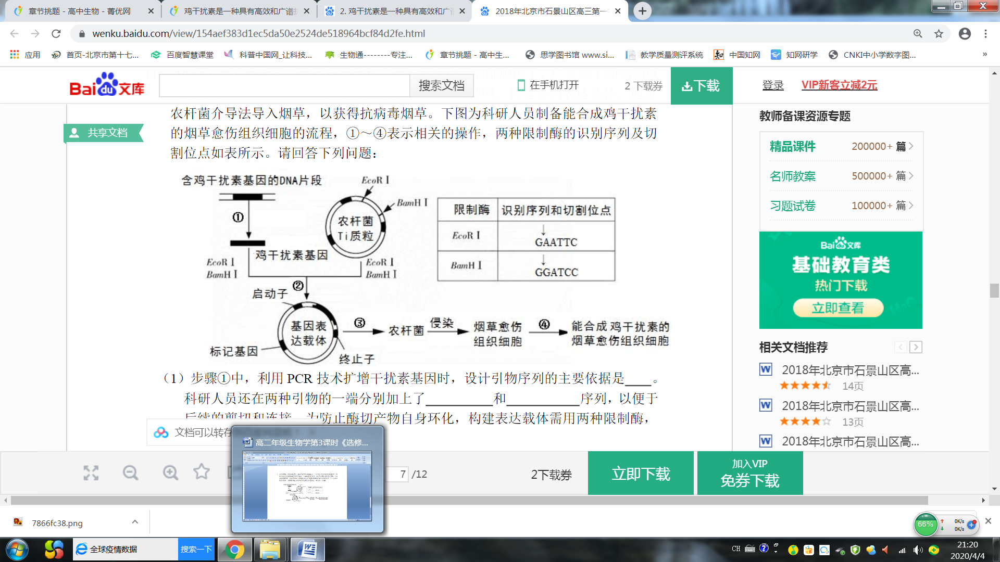 章节挑题 - 高中生物 - 菁优网
鸡干扰素是一种具有高效和广谱抗
2. 鸡干扰素是一种具有高效和广谱
2018年北京市石景山区高三第一
wenku.baidu.com/view/154aef383d1ec5da50e2524de518964bcf84d2fe.html
应用
首页-北京市第十七...
百度智慧课堂
科普中国网_让科技...
生物通--------专注...
章节挑题 - 高中生...
思学图书馆 www.si...
教学质量测评系统
中国知网
知网研学
CNKI中小学数字图...
Bai du 文库
搜索文档
在手机打开
2 下载券
下载
登录
VIP新客立减2元
共享文档
农杆菌介导法导入烟草，以获得抗病毒烟草。下图为科研人员制备能合成鸡干扰素
的烟草愈伤组织细胞的流程，①～④表示相关的操作，两种限制酶的识别序列及切
割位点如表所示。请回答下列问题：
含鸡干扰素基因的DNA片段
EcoR I
BamH I
①
农杆菌
Ti质粒
鸡干扰素基因
EcoR I
BamH I
EcoR I
BamH I
限制酶 识别序列和切割位点
EcoR I
↓
GAATTC
BamH I
↓
GGATCC
②
启动子
基因表
达载体
标记基因
终止子
③
农杆菌
侵染
烟草愈伤
组织细胞
④
能合成鸡干扰素的
烟草愈伤组织细胞
（1）步骤①中，利用 PCR 技术扩增干扰素基因时，设计引物序列的主要依据是____。
科研人员还在两种引物的一端分别加上了__________和___________序列，以便于
后续的剪切和连接。为防止酶切产物自身环化，构建表达载体需用两种限制酶，
文档可以转存
高二年级生物学第3课时《选修...
7 /12
2下载券
立即下载
加入VIP
免券下载
教师备课资源专题
精品课件 200000+ 篇
名师教案 500000+ 篇
习题试卷 100000+ 篇
Bai 文库
基础教育类
热门下载
立即查看
相关文档推荐
2018年北京市石景山区高...
14页
2018年北京市石景山区高...
13页
2018年北京市石景山区高...
7866fc38.png
66%
0K/s
0K/s
全球疫情数据
搜索一下
CH
21:20
2020/4/4